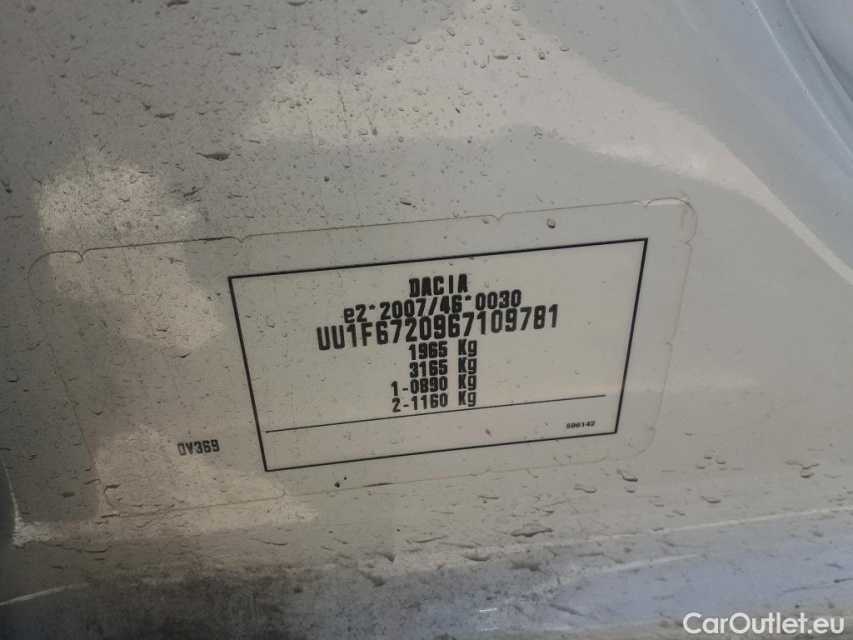 DACIA
e2*2007/46*0030
UU1F6720967109781
1965 Kg
3165 Kg
1-0890 Kg
2-1160 Kg
596142
OV369
CarOutlet.eu